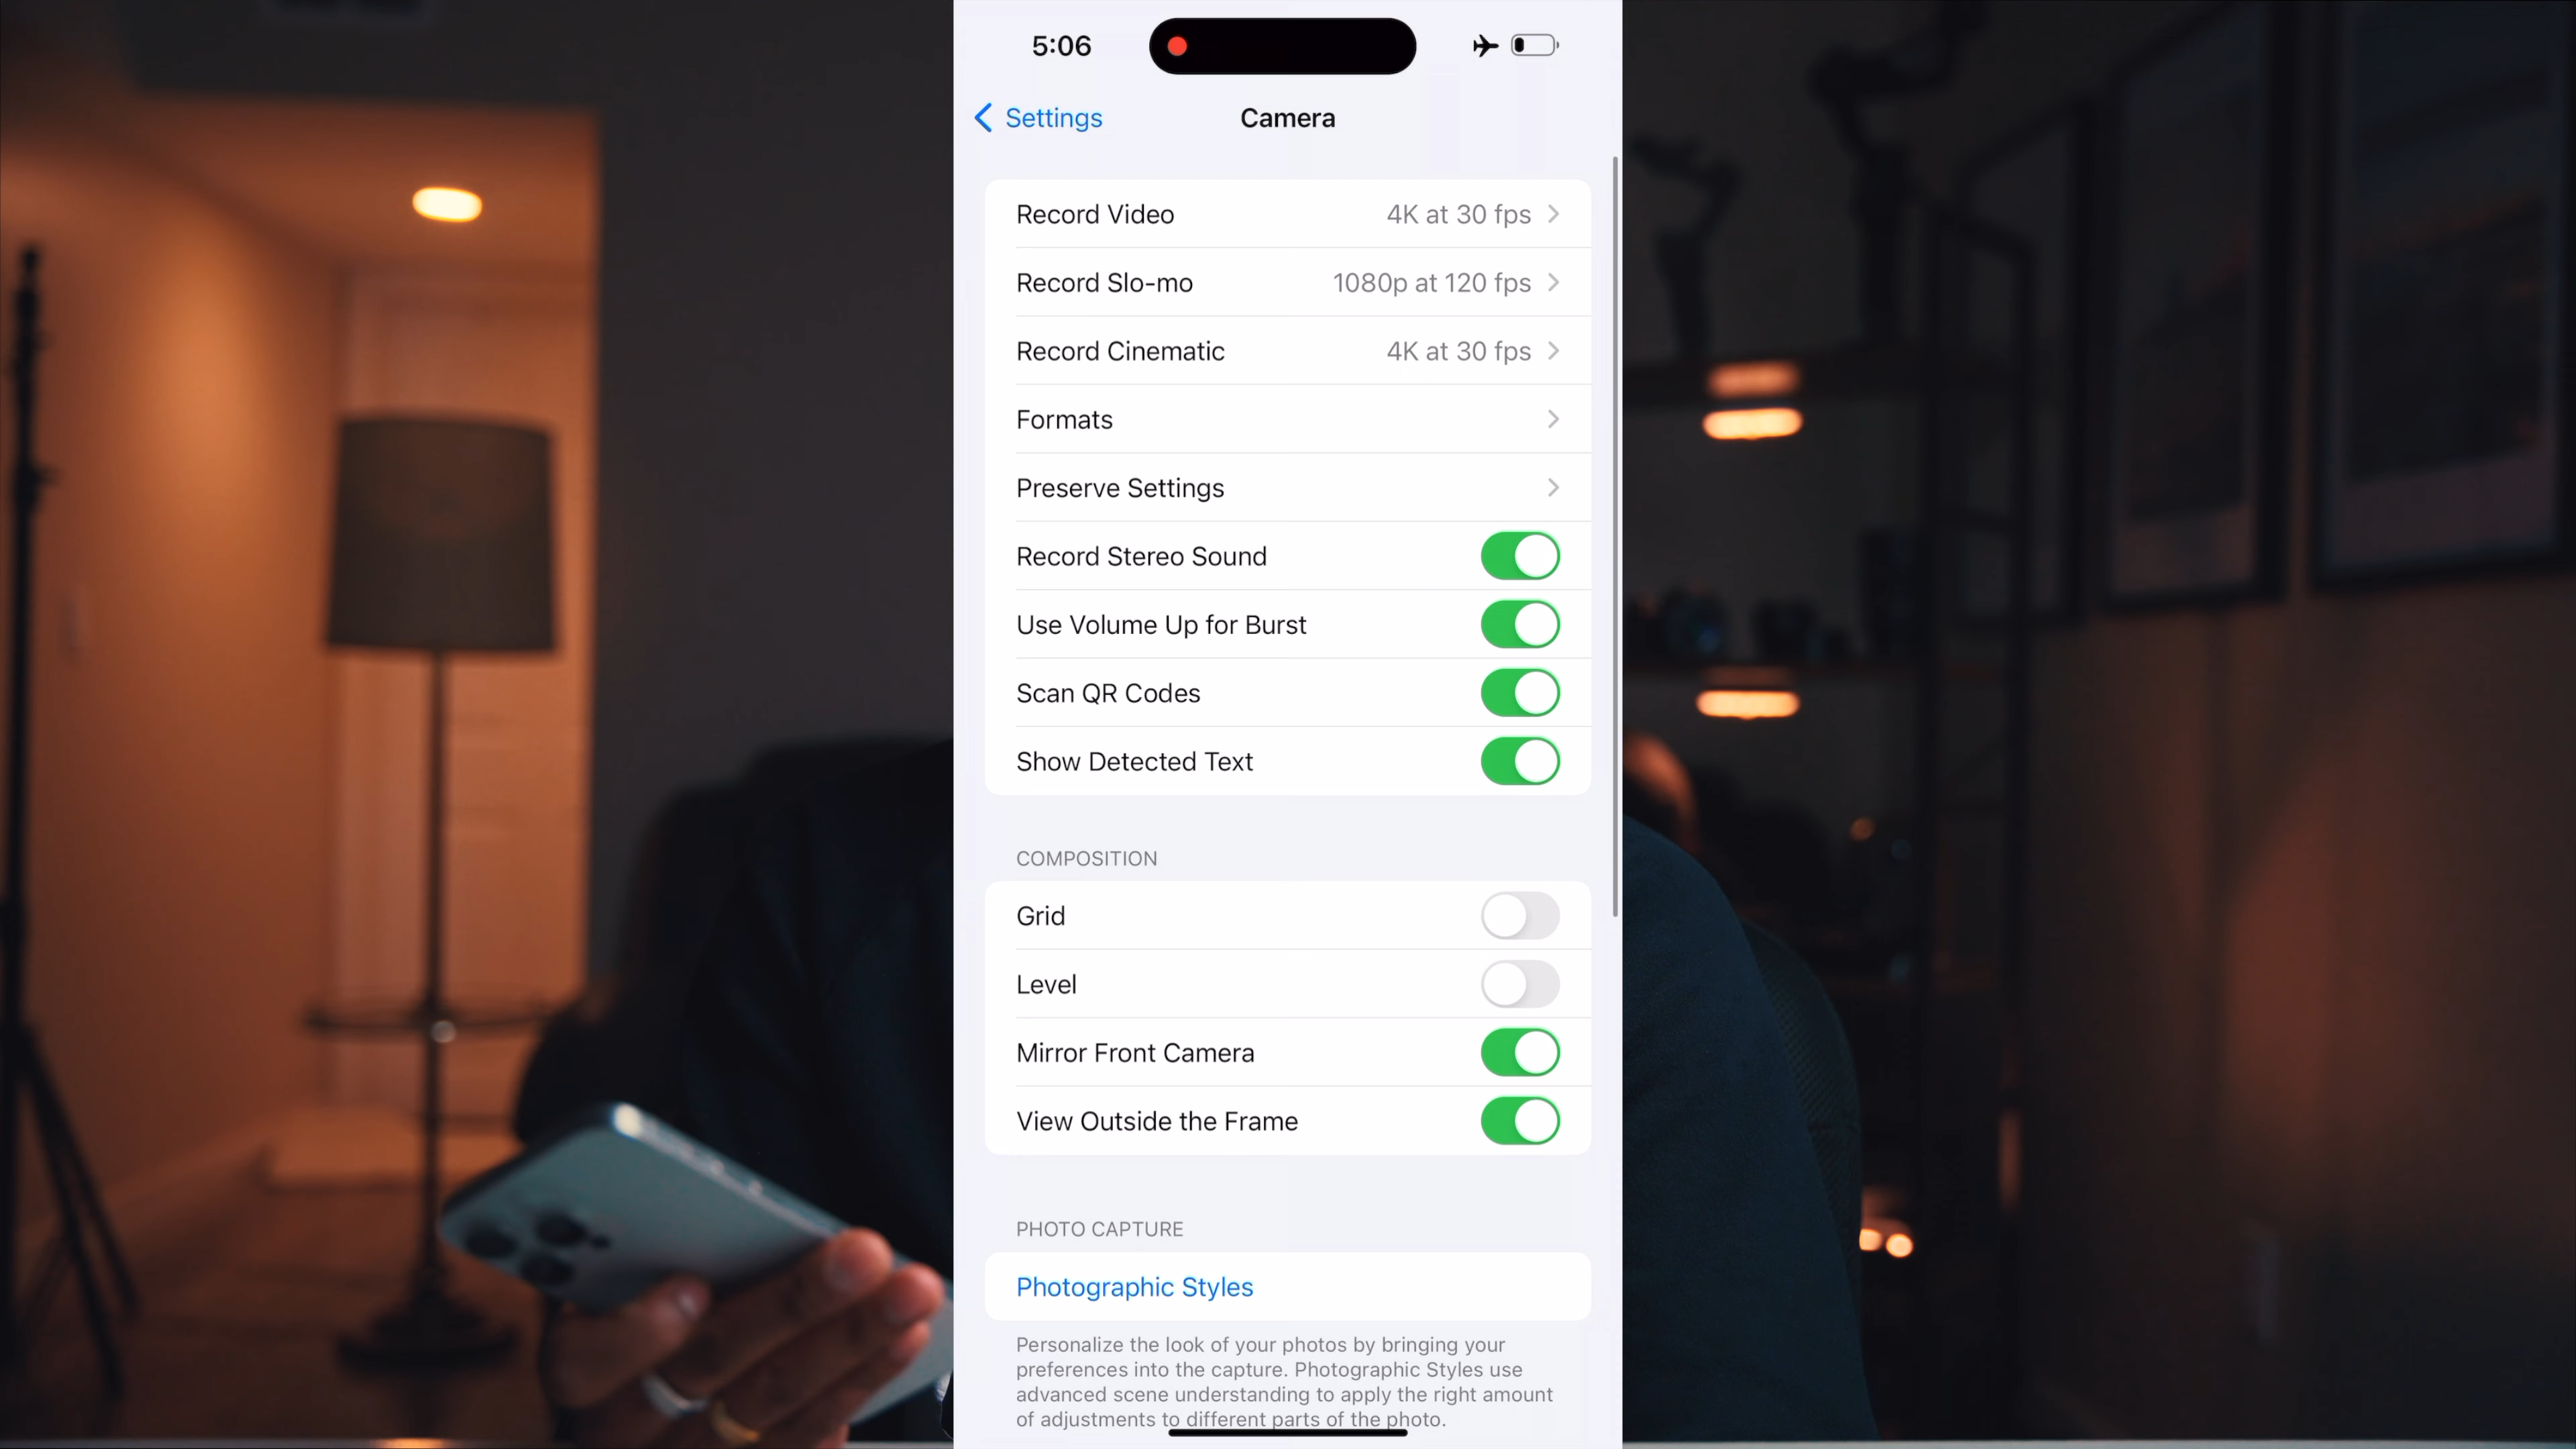 5:06
Settings
Camera
Record Video 4K at 30 fps
Record Slo-mo 1080p at 120 fps
Record Cinematic 4K at 30 fps
Formats
Preserve Settings
Record Stereo Sound
Use Volume Up for Burst
Scan QR Codes
Show Detected Text
COMPOSITION
Grid
Level
Mirror Front Camera
View Outside the Frame
PHOTO CAPTURE
Photographic Styles
Personalize the look of your photos by bringing your
preferences into the capture. Photographic Styles use
advanced scene understanding to apply the right amount
of adjustments to different parts of the photo.